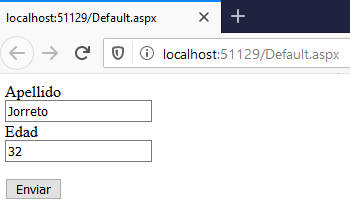 localhost:51129/Default.aspx
localhost:51129/Default.aspx
Apellido
Jorreto
Edad
32
Enviar